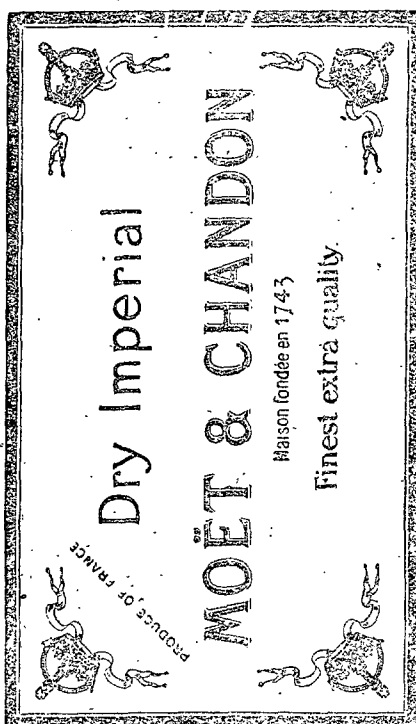 PRODUCE OF FRANCE
Dry Imperial
MOËT & CHANDON
Maison fondée en 1743
Finest extra quality.